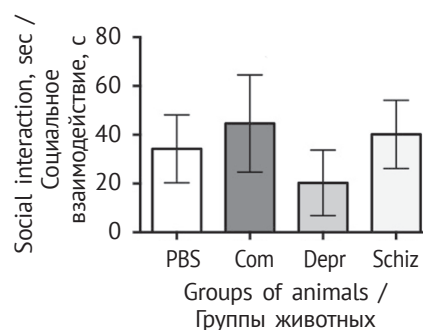 Social interaction, sec /
Социальное
взаимодействие, с
80
60
40
20
0
PBS Com Depr Schiz
Groups of animals /
Группы животных